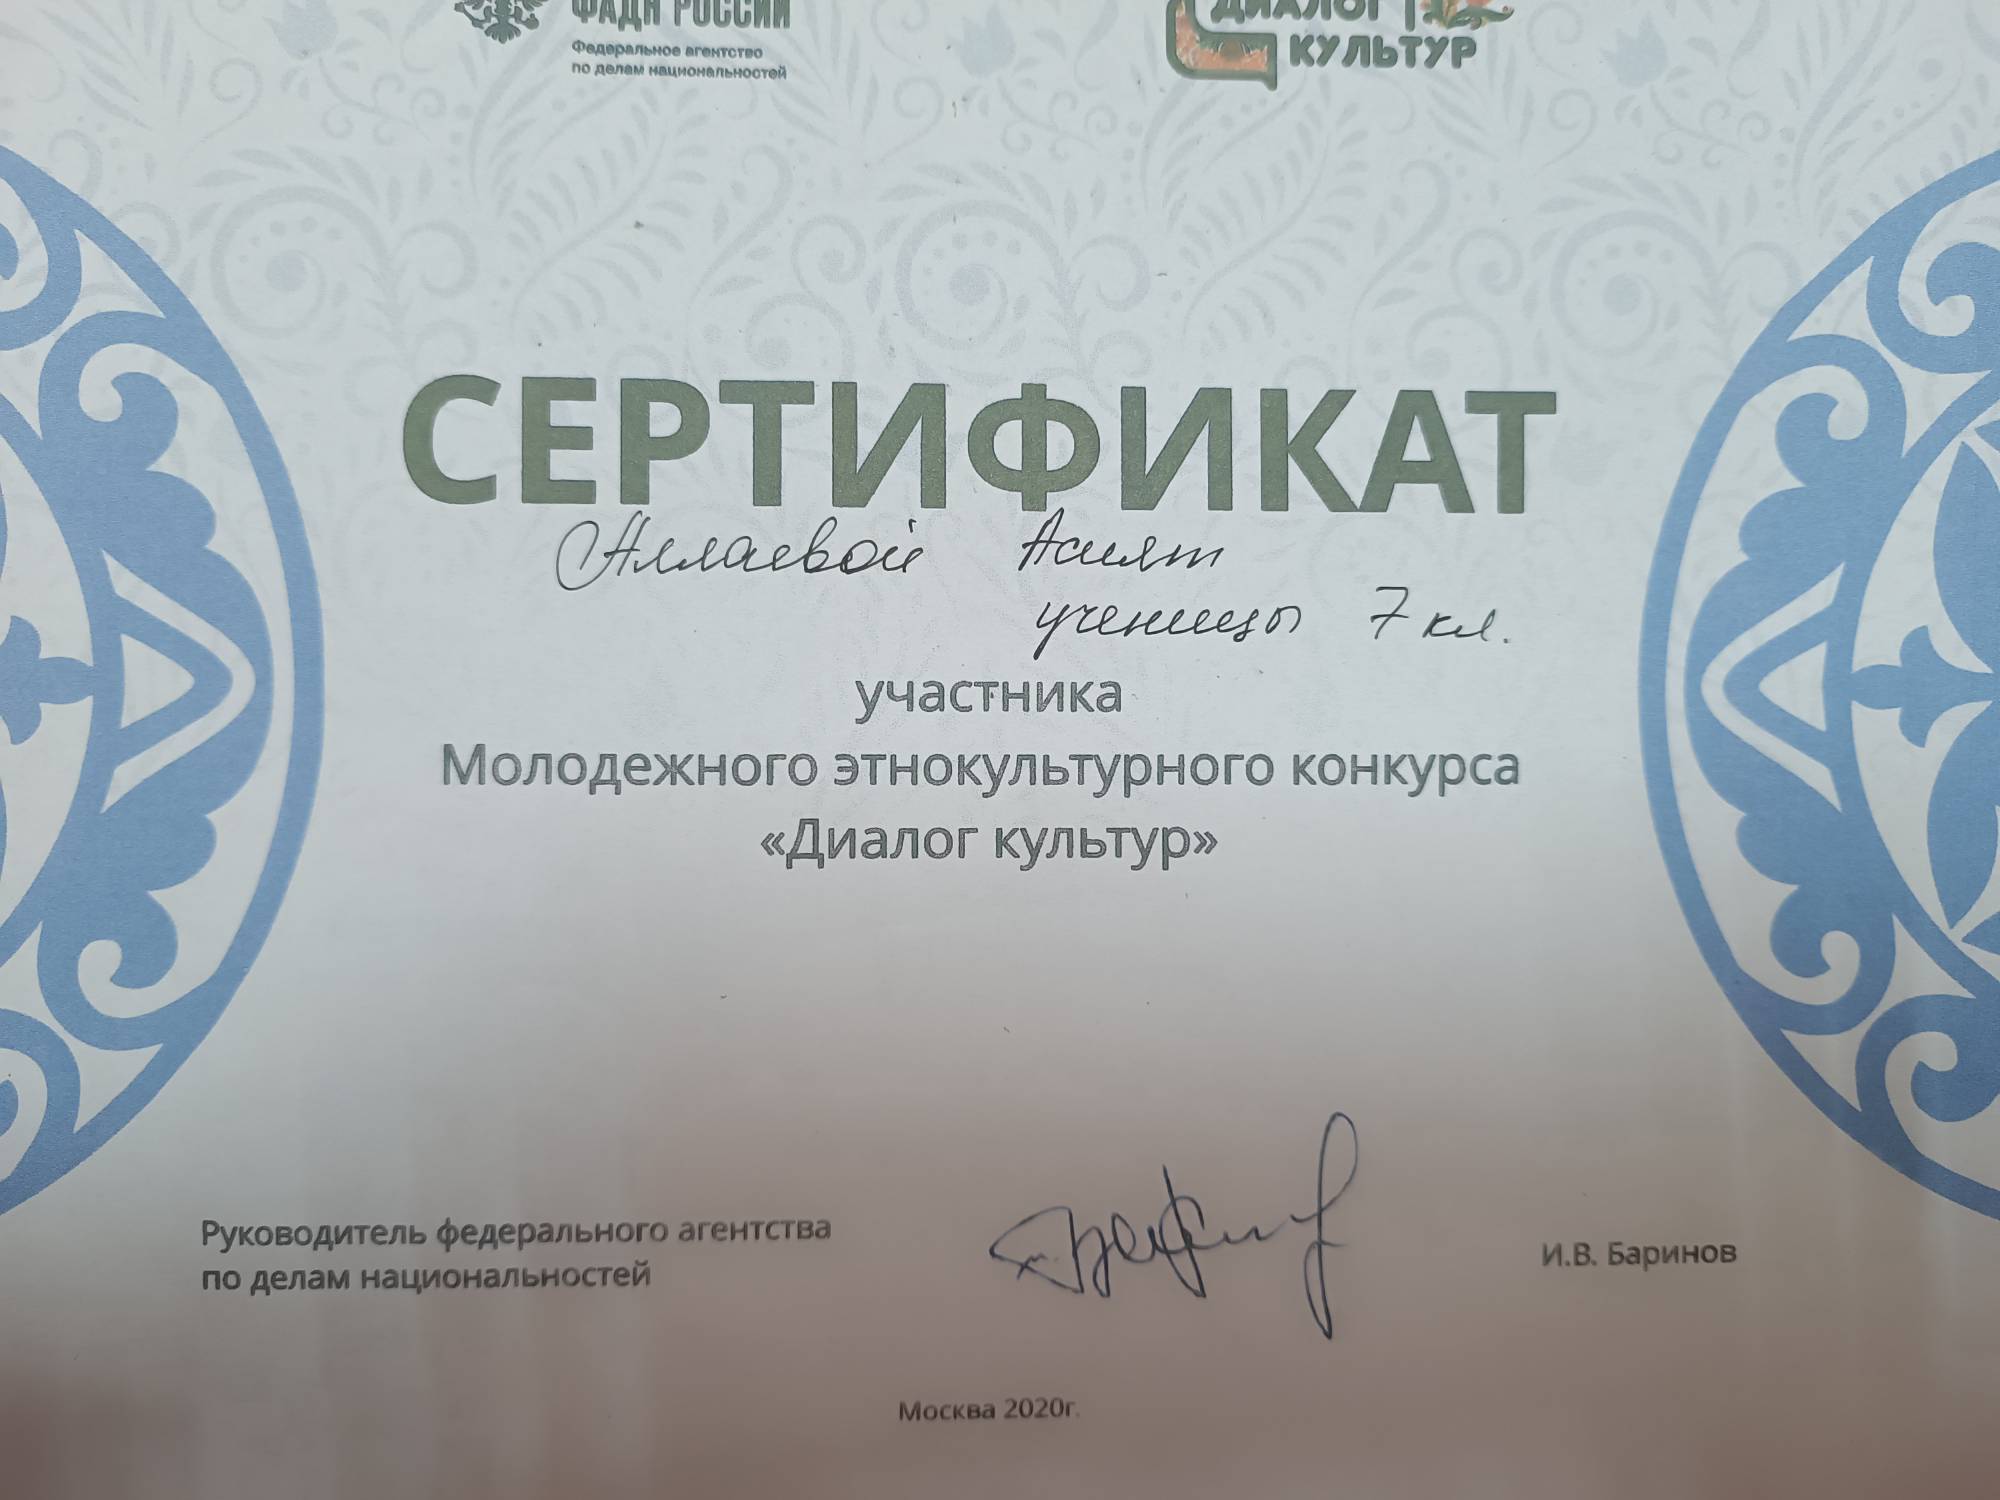 ФАДН РОССИИ
Федеральное агентство
по делам национальностей
ДИАЛОГ
КУЛЬТУР
СЕРТИФИКАТ
Аллаевой Асият
ученицы 7 кл.
участника
Молодежного этнокультурного конкурса
«Диалог культур»
Руководитель федерального агентства
по делам национальностей
И.В. Баринов
Москва 2020г.